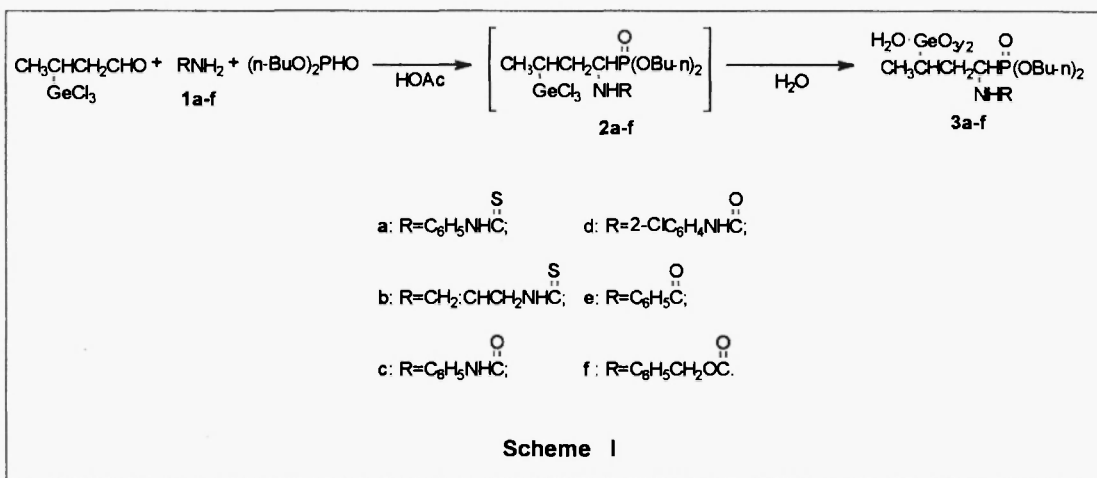 O
H₂O·GeO₃/₂ O
CH₃CHCH₂CHO + RNH₂ + (n-BuO)₂PHO HOAc CH₃CHCH₂CHP(OBu-n)₂ H₂O CH₃CHCH₂CHP(OBu-n)₂
GeCl₃ GeCl₃ NHR NHR
1a-f 2a-f 3a-f
S O
a: R=C₆H₅NHC; d: R=2-ClC₆H₄NHC;
S O
b: R=CH₂:CHCH₂NHC; e: R=C₆H₅C;
O O
c: R=C₆H₅NHC; f: R=C₆H₅CH₂OC.
Scheme I